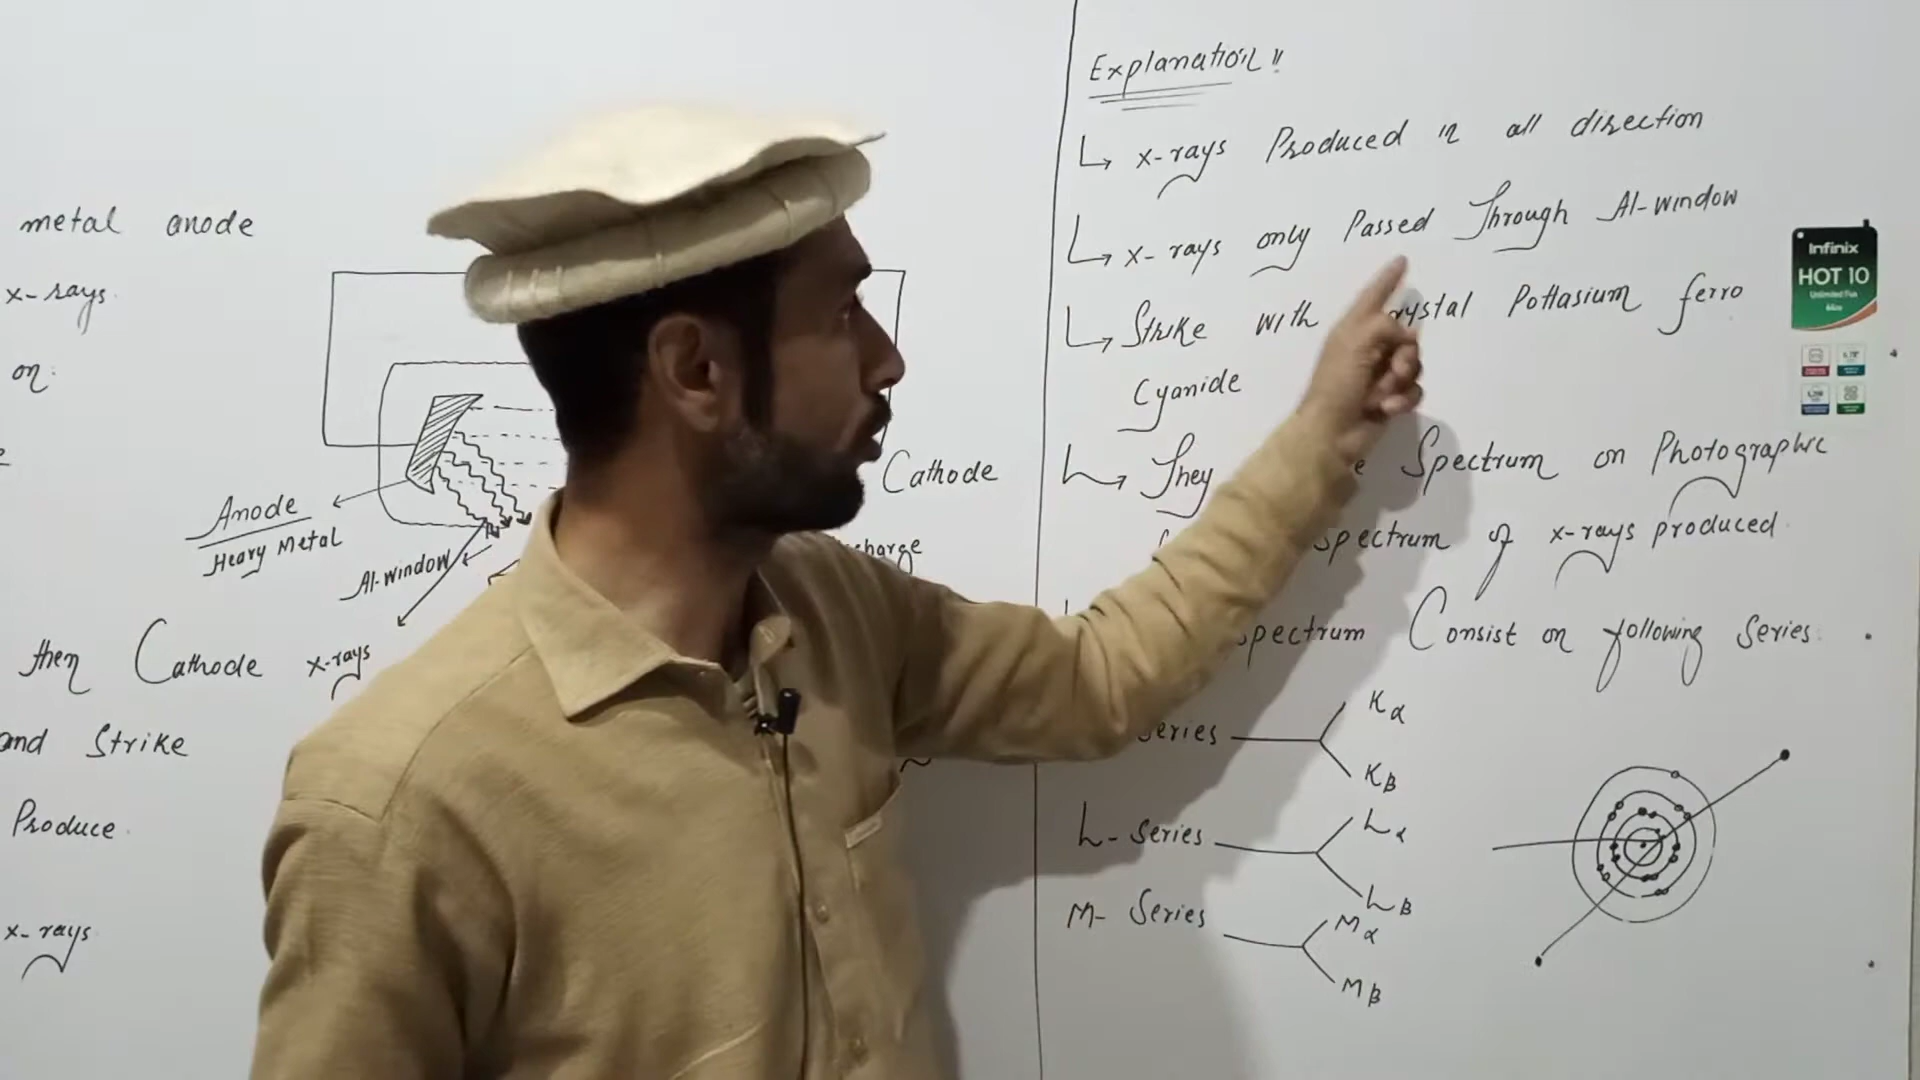 metal anode
x-rays
on
Anode
Heavy Metal
Al-window
Cathode
then Cathode x-rays
and Strike
Produce
x-rays
Explanation!!
x-rays Produced in all direction
x-rays only Passed Through Al-window
Strike with Pottasium ferro
Cyanide
They Spectrum on Photographic
Spectrum of x-rays produced
Spectrum Consist on following Series
Kα
Kβ
L- Series
Lα
Lβ
M- Series
Mα
Mβ
Infinix
HOT 10